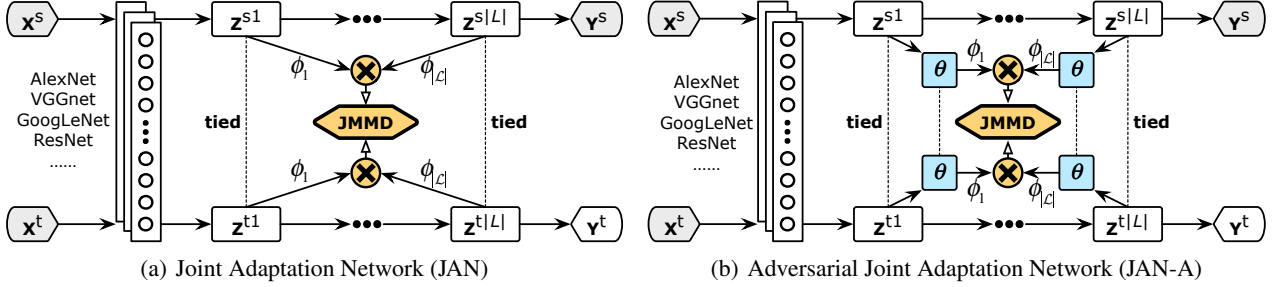 X^s Z^s1 Z^s|L| Y^s
ϕ_1 ϕ_|ℒ|
AlexNet
VGGnet
GoogLeNet
ResNet
......
tied JMMD tied
ϕ_1 ϕ_|ℒ|
X^t Z^t1 Z^t|L| Y^t
(a) Joint Adaptation Network (JAN)
X^s Z^s1 Z^s|L| Y^s
θ ϕ_1 ϕ_|ℒ| θ
AlexNet
VGGnet
GoogLeNet
ResNet
......
tied JMMD tied
θ ϕ_1 ϕ_|ℒ| θ
X^t Z^t1 Z^t|L| Y^t
(b) Adversarial Joint Adaptation Network (JAN-A)